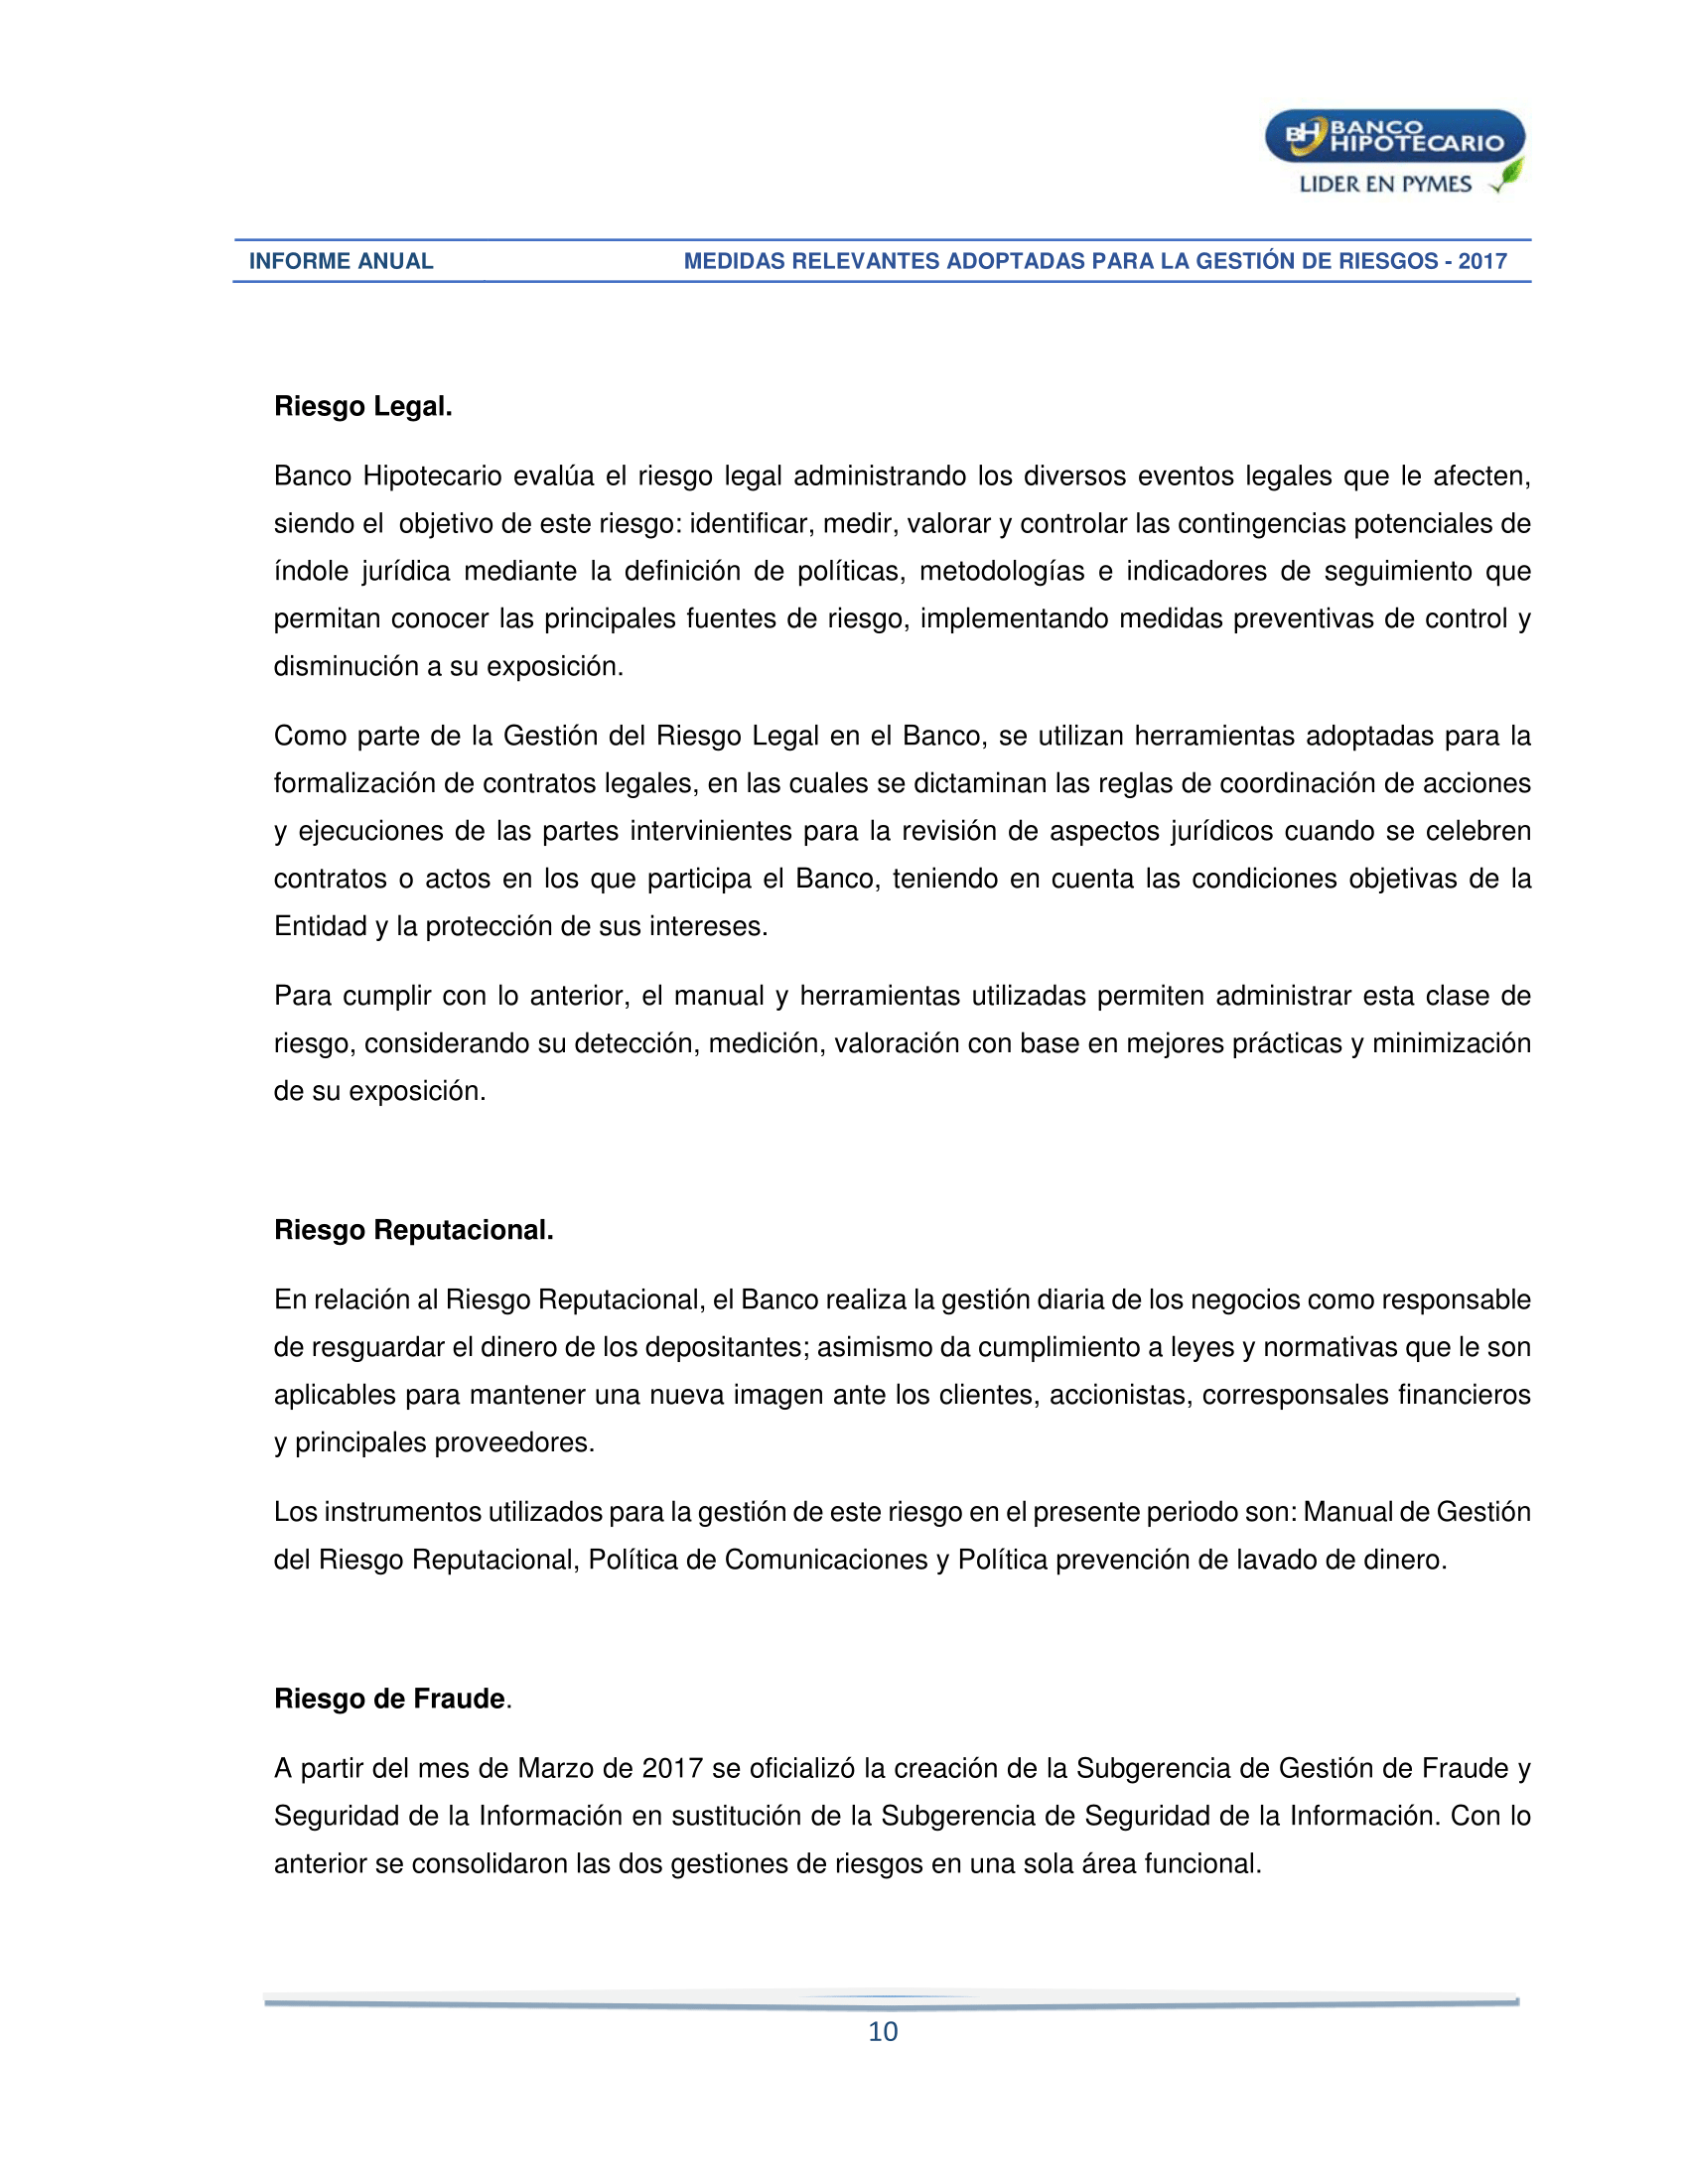 BH BANCO
HIPOTECARIO
LIDER EN PYMES
INFORME ANUAL MEDIDAS RELEVANTES ADOPTADAS PARA LA GESTIÓN DE RIESGOS - 2017
Riesgo Legal.
Banco Hipotecario evalúa el riesgo legal administrando los diversos eventos legales que le afecten,
siendo el objetivo de este riesgo: identificar, medir, valorar y controlar las contingencias potenciales de
índole jurídica mediante la definición de políticas, metodologías e indicadores de seguimiento que
permitan conocer las principales fuentes de riesgo, implementando medidas preventivas de control y
disminución a su exposición.
Como parte de la Gestión del Riesgo Legal en el Banco, se utilizan herramientas adoptadas para la
formalización de contratos legales, en las cuales se dictaminan las reglas de coordinación de acciones
y ejecuciones de las partes intervinientes para la revisión de aspectos jurídicos cuando se celebren
contratos o actos en los que participa el Banco, teniendo en cuenta las condiciones objetivas de la
Entidad y la protección de sus intereses.
Para cumplir con lo anterior, el manual y herramientas utilizadas permiten administrar esta clase de
riesgo, considerando su detección, medición, valoración con base en mejores prácticas y minimización
de su exposición.
Riesgo Reputacional.
En relación al Riesgo Reputacional, el Banco realiza la gestión diaria de los negocios como responsable
de resguardar el dinero de los depositantes; asimismo da cumplimiento a leyes y normativas que le son
aplicables para mantener una nueva imagen ante los clientes, accionistas, corresponsales financieros
y principales proveedores.
Los instrumentos utilizados para la gestión de este riesgo en el presente periodo son: Manual de Gestión
del Riesgo Reputacional, Política de Comunicaciones y Política prevención de lavado de dinero.
Riesgo de Fraude.
A partir del mes de Marzo de 2017 se oficializó la creación de la Subgerencia de Gestión de Fraude y
Seguridad de la Información en sustitución de la Subgerencia de Seguridad de la Información. Con lo
anterior se consolidaron las dos gestiones de riesgos en una sola área funcional.
10